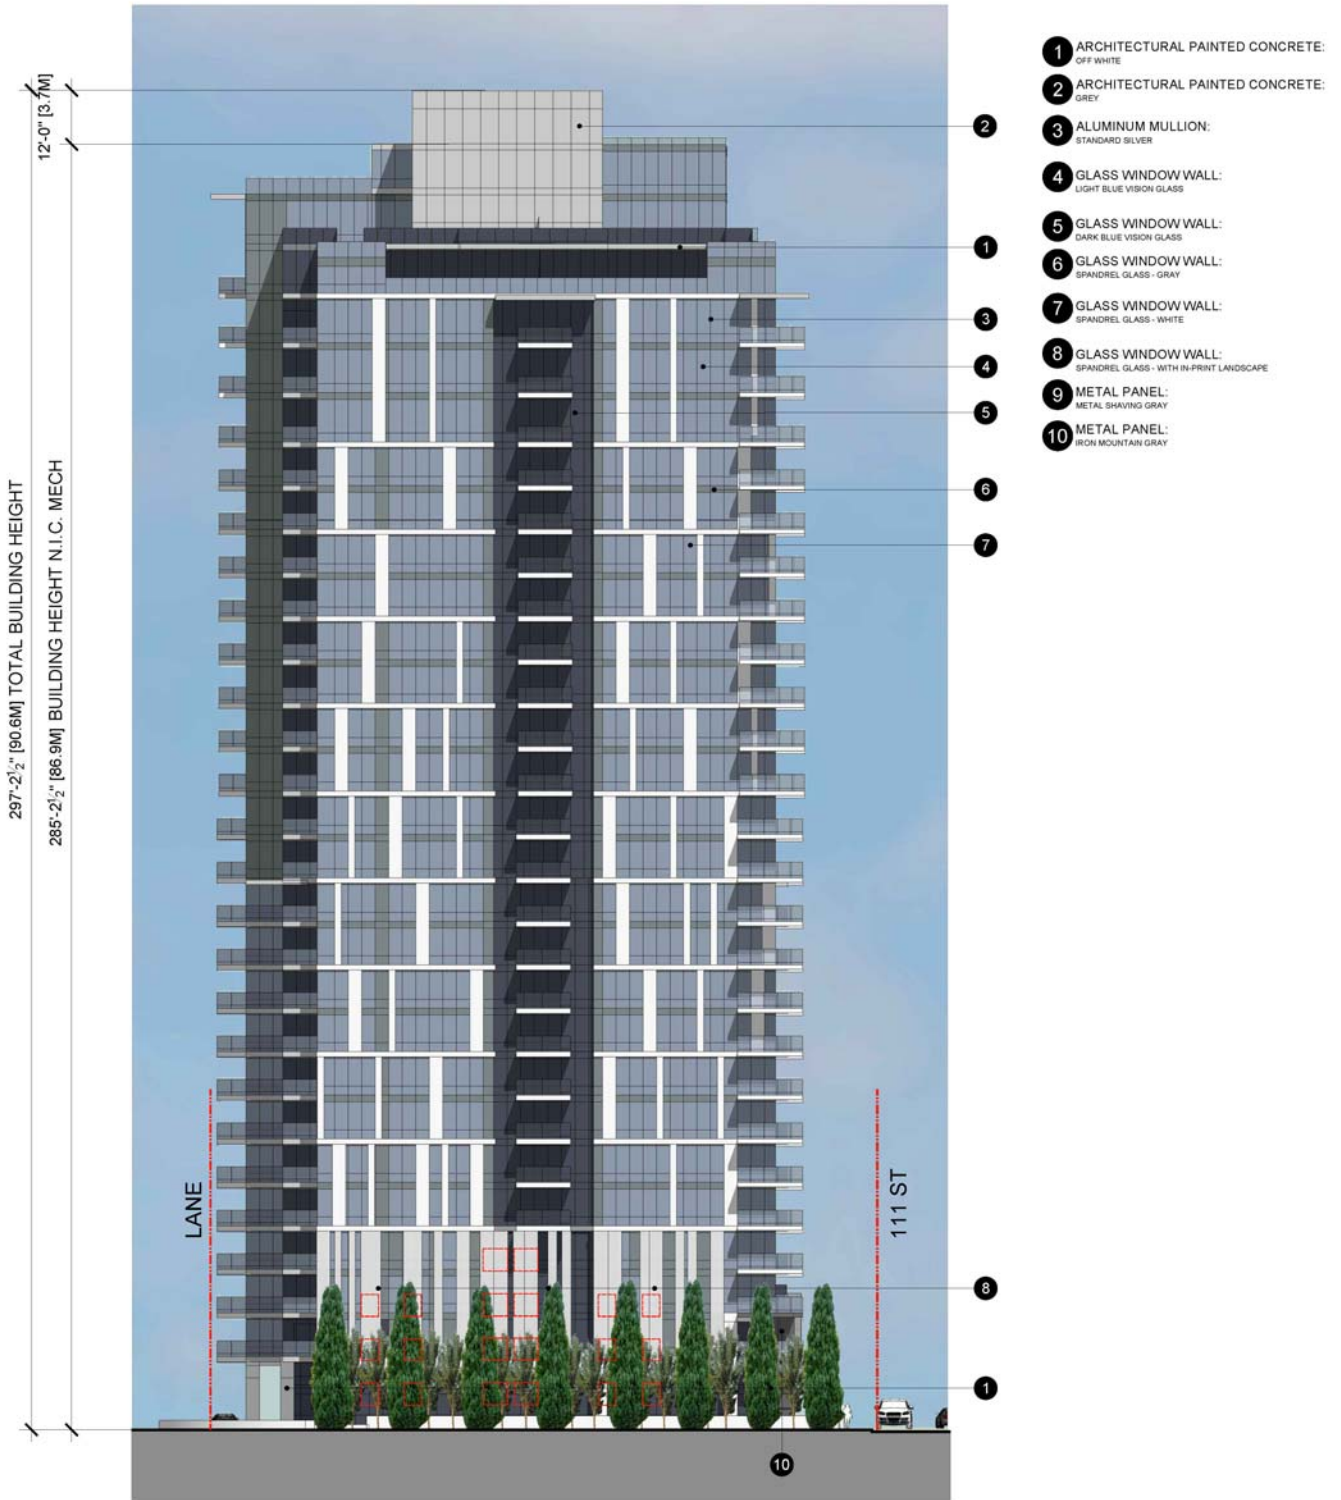 12'-0" [3.7M]
297'-2½" [90.6M] TOTAL BUILDING HEIGHT
285'-2½" [86.9M] BUILDING HEIGHT N.I.C. MECH
LANE
111 ST
2
1
3
4
5
6
7
8
1
10
1 ARCHITECTURAL PAINTED CONCRETE:
OFF WHITE
2 ARCHITECTURAL PAINTED CONCRETE:
GREY
3 ALUMINUM MULLION:
STANDARD SILVER
4 GLASS WINDOW WALL:
LIGHT BLUE VISION GLASS
5 GLASS WINDOW WALL:
DARK BLUE VISION GLASS
6 GLASS WINDOW WALL:
SPANDREL GLASS - GRAY
7 GLASS WINDOW WALL:
SPANDREL GLASS - WHITE
8 GLASS WINDOW WALL:
SPANDREL GLASS - WITH IN-PRINT LANDSCAPE
9 METAL PANEL:
METAL SHAVING GRAY
10 METAL PANEL:
IRON MOUNTAIN GRAY